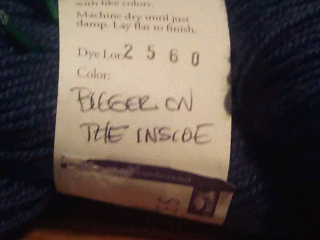 with like colors.
Machine dry until just
damp. Lay flat to finish.
Dye Lot 2 5 6 0
Color:
BIGGER ON
THE INSIDE